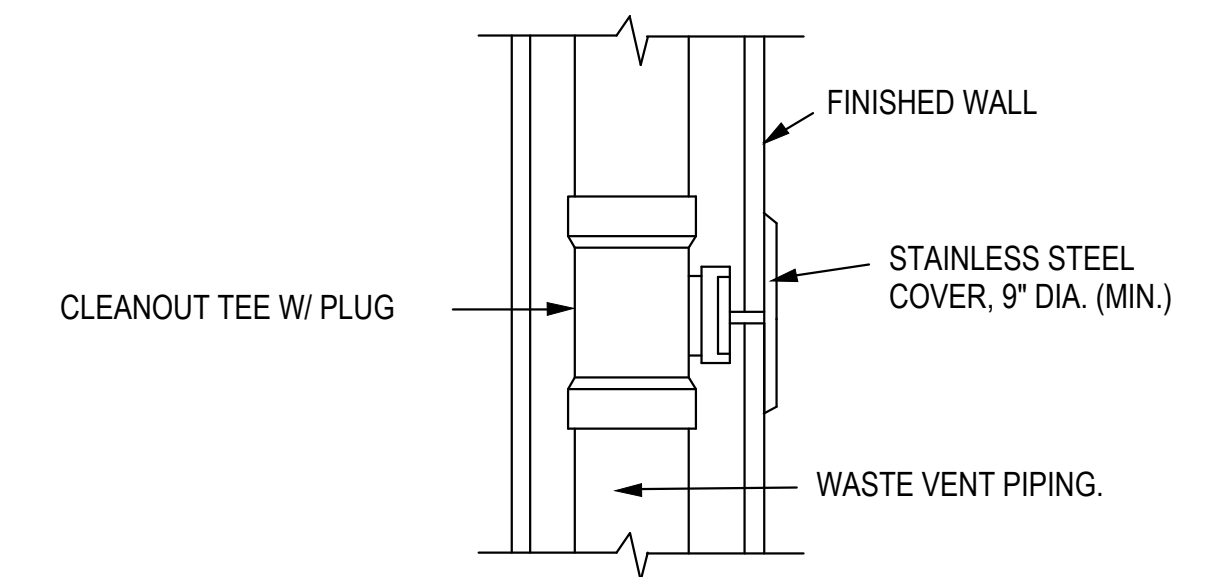 FINISHED WALL
STAINLESS STEEL
COVER, 9" DIA. (MIN.)
CLEANOUT TEE W/ PLUG
WASTE VENT PIPING.